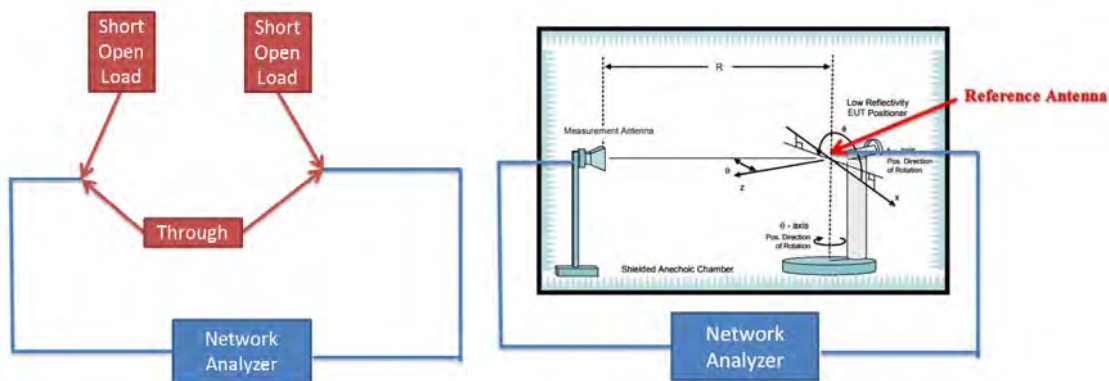 Short
Open
Load
Short
Open
Load
Through
Network
Analyzer
R
Reference Antenna
Low Reflectivity
EUT Positioner
Measurement Antenna
ϕ
axis
Pos. Direction
of Rotation
θ
z
x
θ - axis
Pos. Direction
of Rotation
Shielded Anechoic Chamber
Network
Analyzer